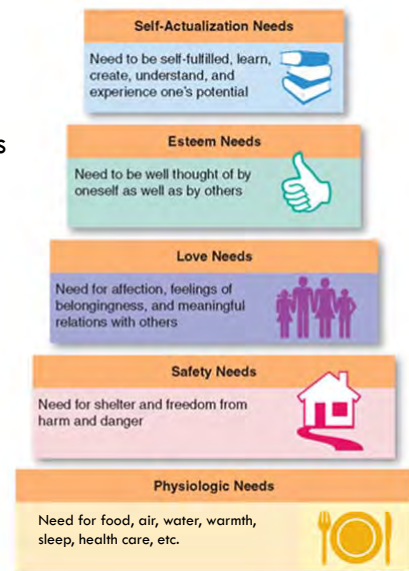 Self-Actualization Needs
Need to be self-fulfilled, learn,
create, understand, and
experience one's potential
s
Esteem Needs
Need to be well thought of by
oneself as well as by others
Love Needs
Need for affection, feelings of
belongingness, and meaningful
relations with others
Safety Needs
Need for shelter and freedom from
harm and danger
Physiologic Needs
Need for food, air, water, warmth,
sleep, health care, etc.